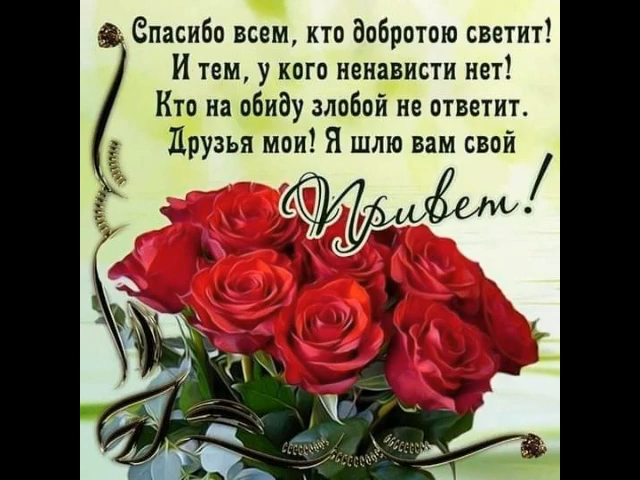 Спасибо всем, кто добротою светит!
И тем, у кого ненависти нет!
Кто на обиду злобой не ответит.
Друзья мои! Я шлю вам свой
Привет!